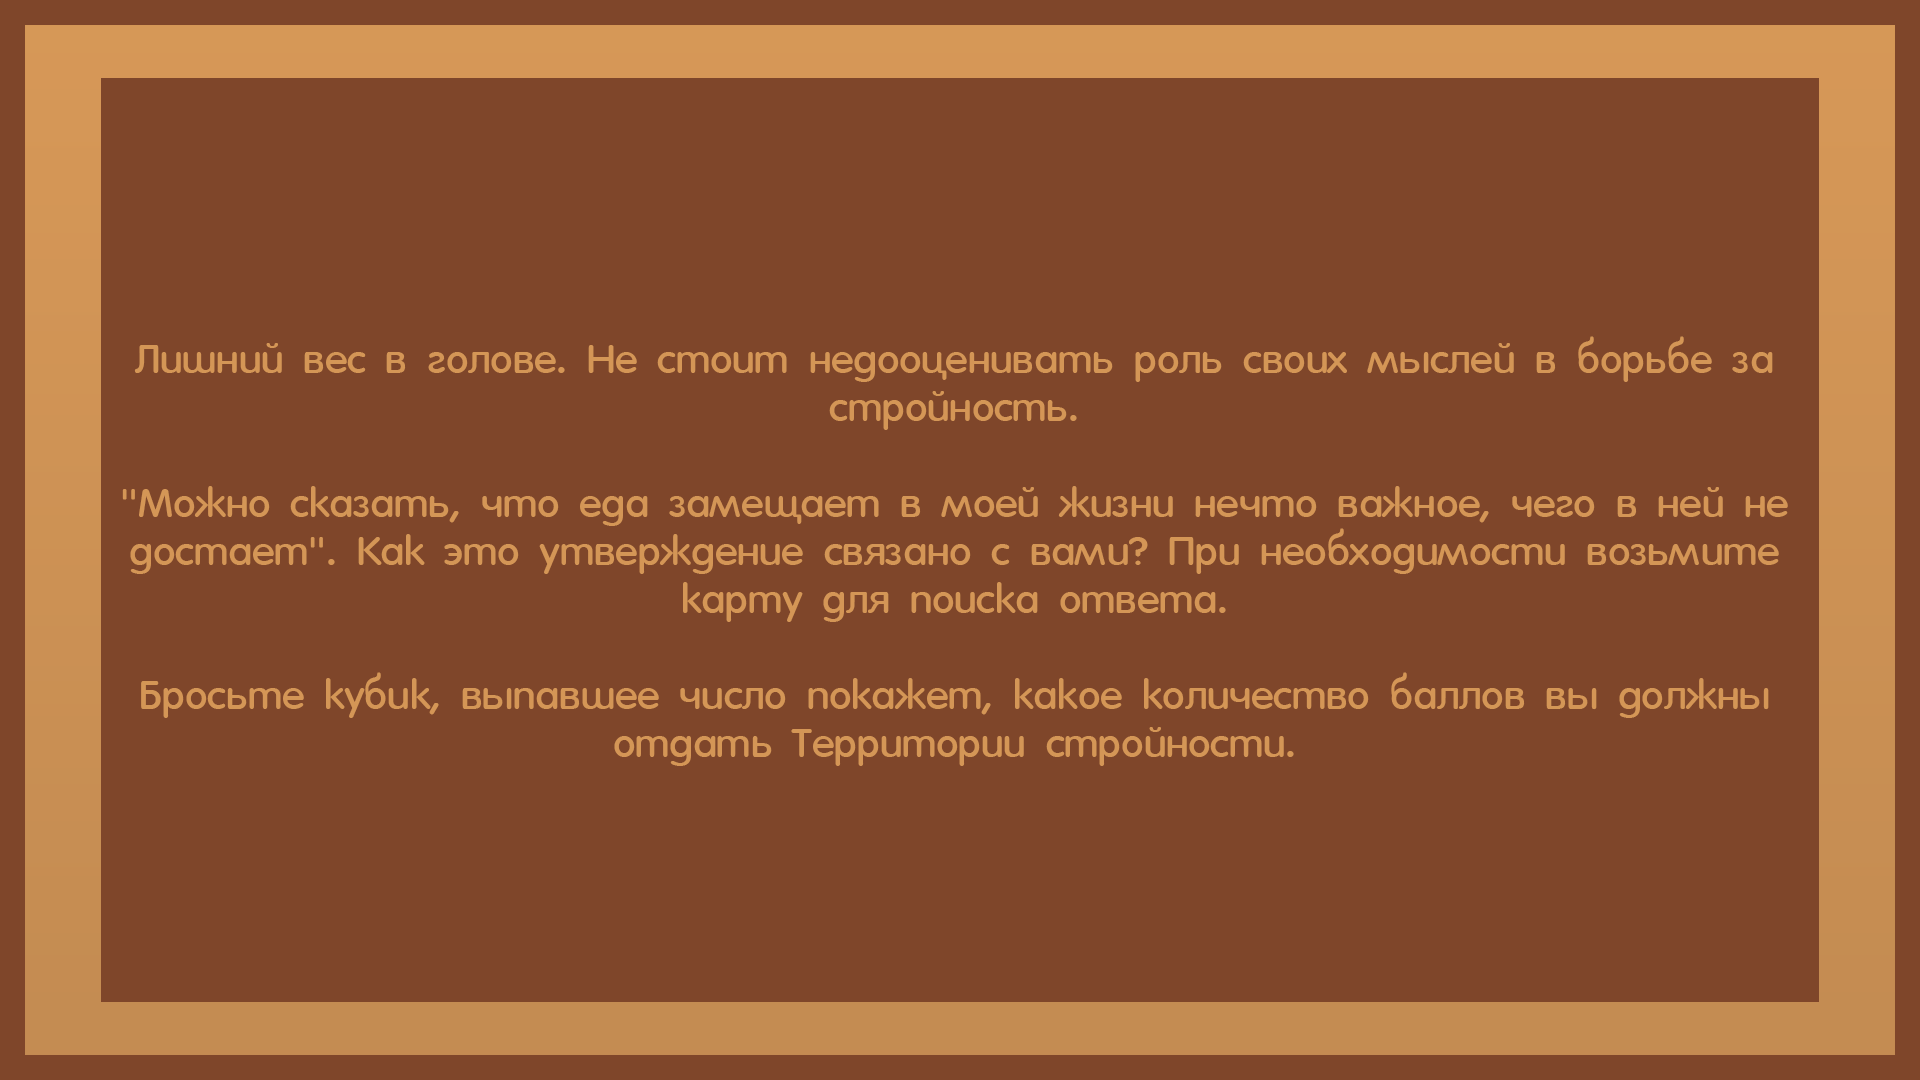 Лишний вес в голове. Не стоит недооценивать роль своих мыслей в борьбе за
стройность.
"Можно сказать, что еда замещает в моей жизни нечто важное, чего в ней не
достает". Как это утверждение связано с вами? При необходимости возьмите
карту для поиска ответа.
Бросьте кубик, выпавшее число покажет, какое количество баллов вы должны
отдать Территории стройности.